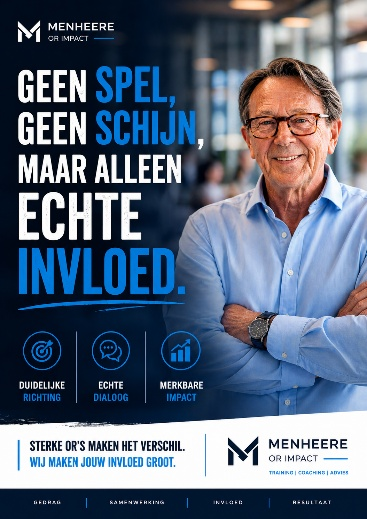 MENHEERE
OR IMPACT
GEEN SPEL,
GEEN SCHIJN,
MAAR ALLEEN
ECHTE
INVLOED.
DUIDELIJKE
RICHTING
ECHTE
DIALOOG
MERKBARE
IMPACT
STERKE OR'S MAKEN HET VERSCHIL.
WIJ MAKEN JOUW INVLOED GROOT.
MENHEERE
OR IMPACT
TRAINING | COACHING | ADVIES
GEDRAG | SAMENWERKING | INVLOED | RESULTAAT